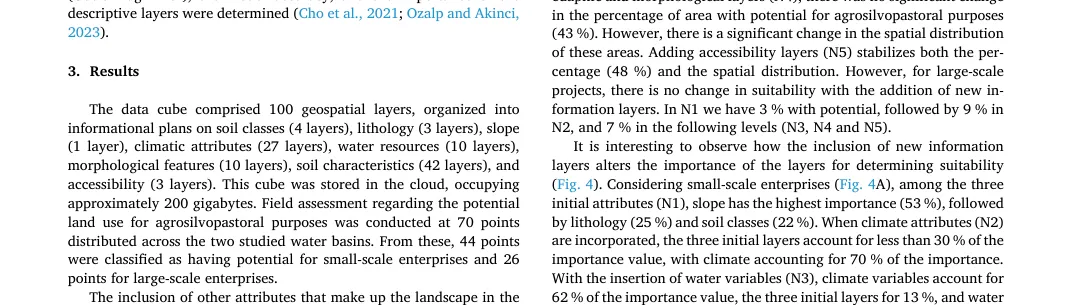 descriptive layers were determined (Cho et al., 2021; Ozalp and Akinci,
2023).
3. Results
The data cube comprised 100 geospatial layers, organized into
informational plans on soil classes (4 layers), lithology (3 layers), slope
(1 layer), climatic attributes (27 layers), water resources (10 layers),
morphological features (10 layers), soil characteristics (42 layers), and
accessibility (3 layers). This cube was stored in the cloud, occupying
approximately 200 gigabytes. Field assessment regarding the potential
land use for agrosilvopastoral purposes was conducted at 70 points
distributed across the two studied water basins. From these, 44 points
were classified as having potential for small-scale enterprises and 26
points for large-scale enterprises.
The inclusion of other attributes that make up the landscape in the
in the percentage of area with potential for agrosilvopastoral purposes
(43 %). However, there is a significant change in the spatial distribution
of these areas. Adding accessibility layers (N5) stabilizes both the per-
centage (48 %) and the spatial distribution. However, for large-scale
projects, there is no change in suitability with the addition of new in-
formation layers. In N1 we have 3 % with potential, followed by 9 % in
N2, and 7 % in the following levels (N3, N4 and N5).
It is interesting to observe how the inclusion of new information
layers alters the importance of the layers for determining suitability
(Fig. 4). Considering small-scale enterprises (Fig. 4A), among the three
initial attributes (N1), slope has the highest importance (53 %), followed
by lithology (25 %) and soil classes (22 %). When climate attributes (N2)
are incorporated, the three initial layers account for less than 30 % of the
importance value, with climate accounting for 70 % of the importance.
With the insertion of water variables (N3), climate variables account for
62 % of the importance value, the three initial layers for 13 %, and water